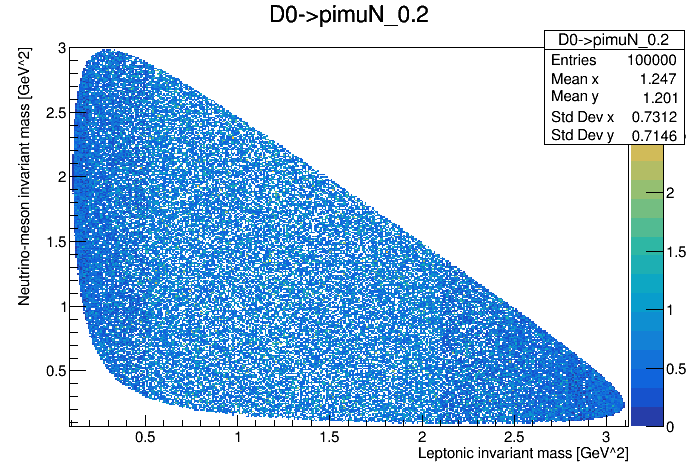 D0->pimuN_0.2
D0->pimuN_0.2
Entries 100000
Mean x 1.247
Mean y 1.201
Std Dev x 0.7312
Std Dev y 0.7146
Neutrino-meson invariant mass [GeV^2]
3
2.5
2
1.5
1
0.5
2
1.5
1
0.5
0
0.5 1 1.5 2 2.5 3
Leptonic invariant mass [GeV^2]